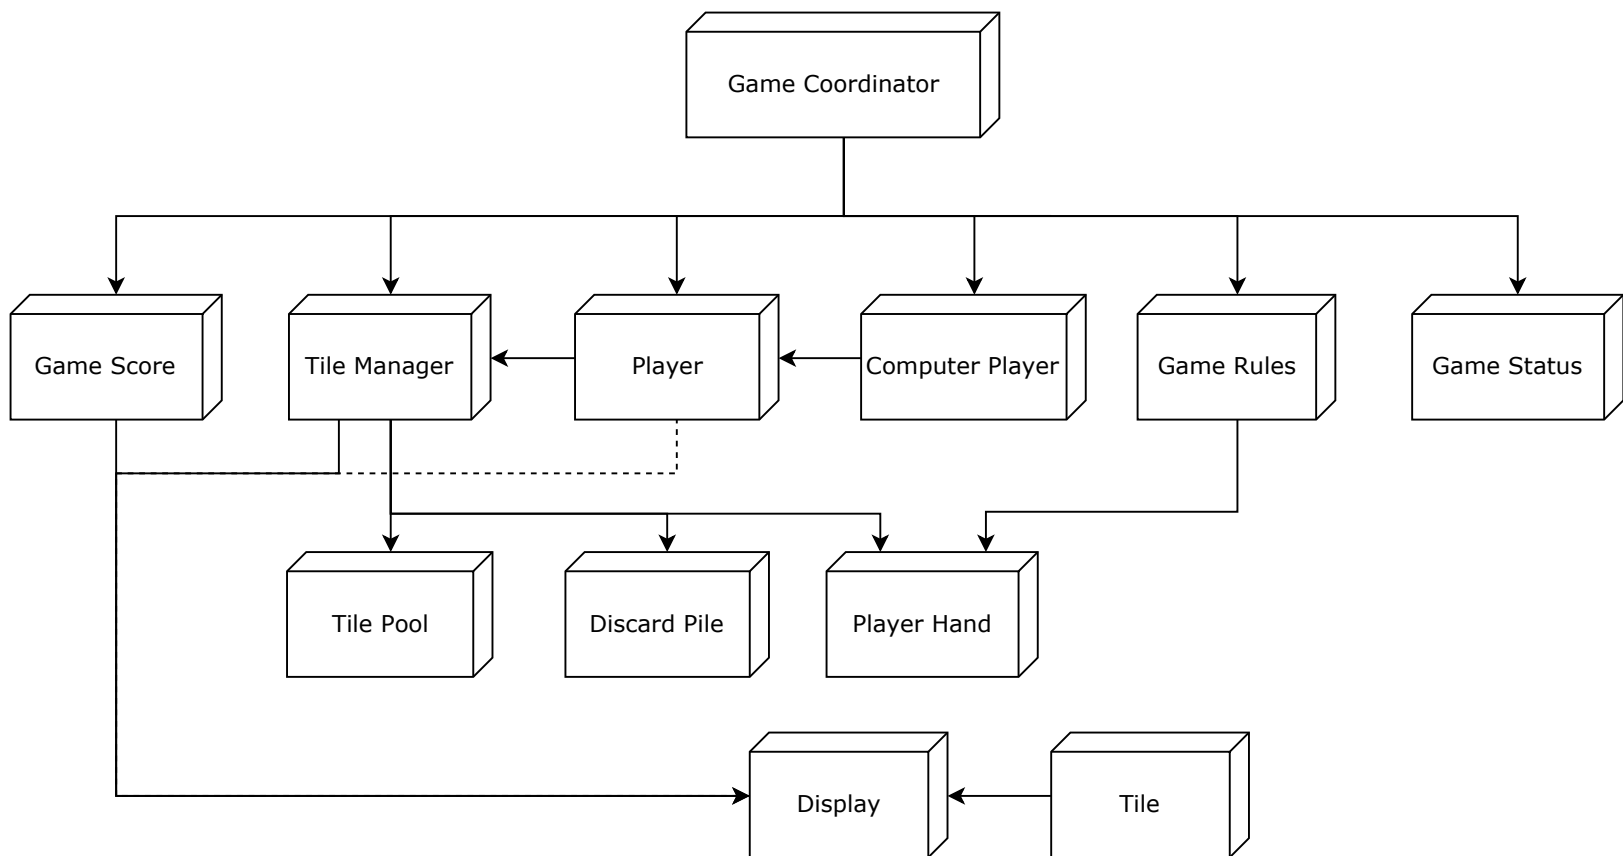 Game Coordinator
Game Score
Tile Manager
Player
Computer Player
Game Rules
Game Status
Tile Pool
Discard Pile
Player Hand
Display
Tile